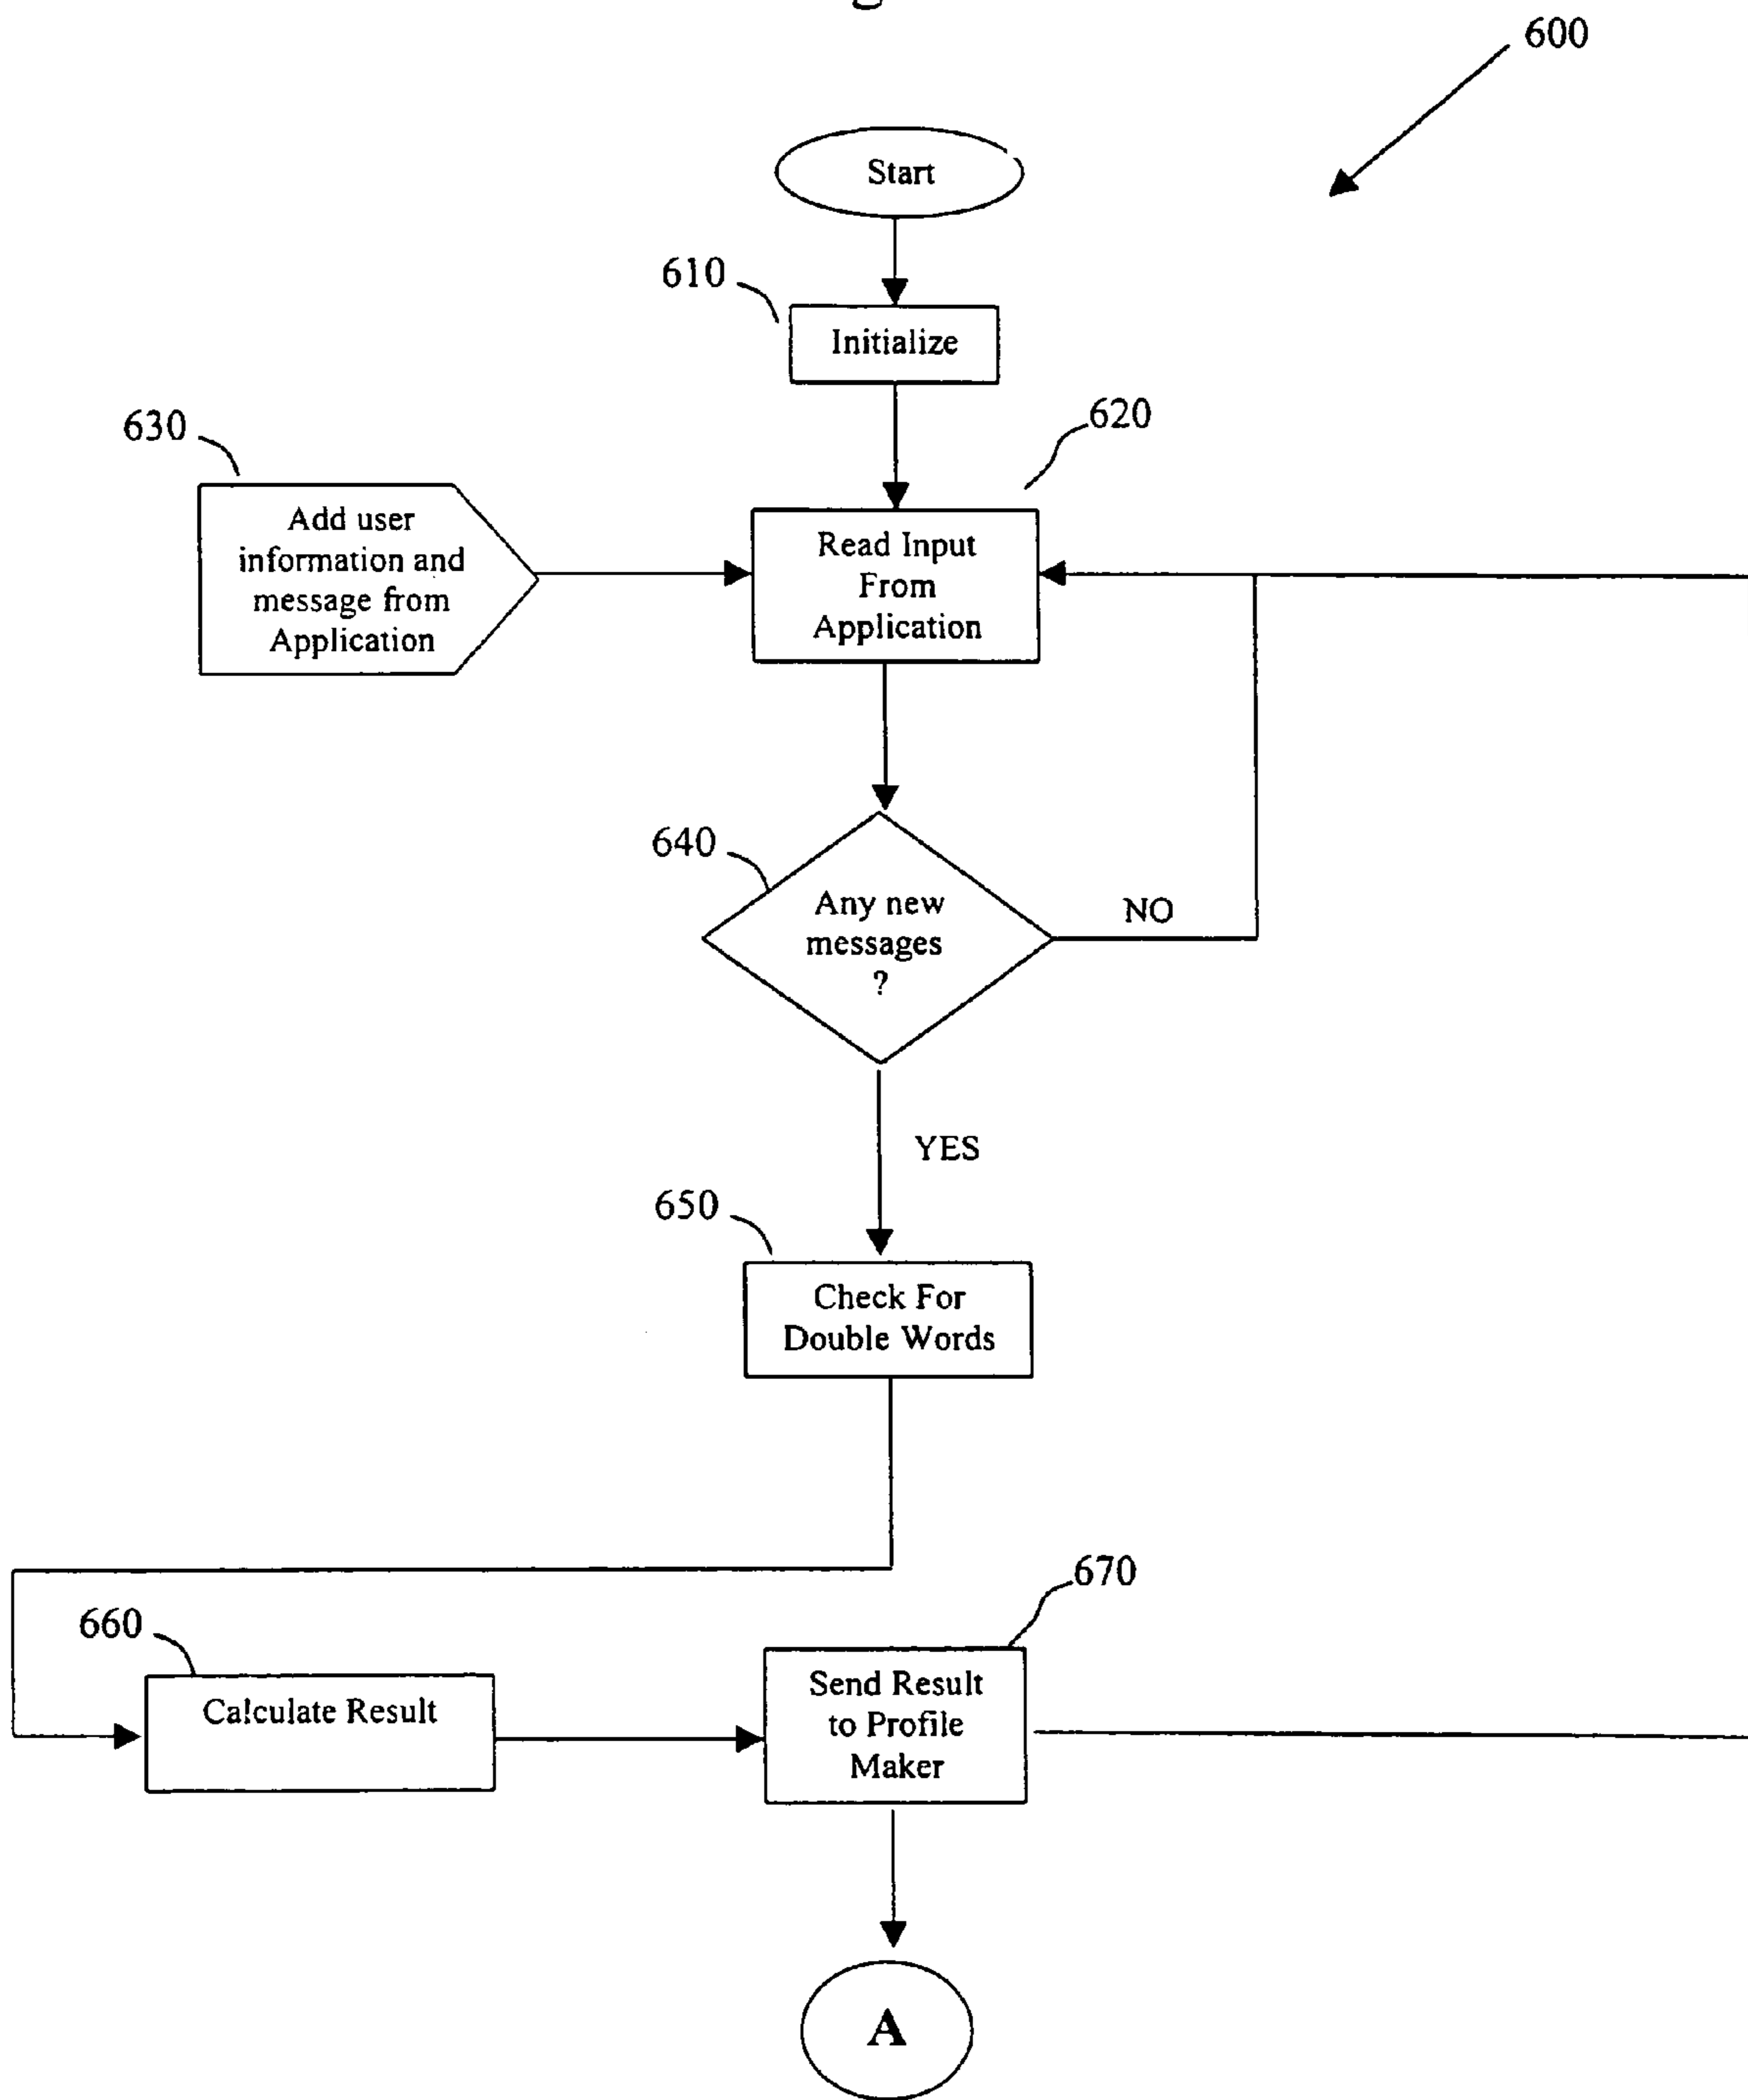 600
Start
610
Initialize
630
620
Add user
information and
message from
Application
Read Input
From
Application
640
Any new
messages
?
NO
YES
650
Check For
Double Words
670
660
Calculate Result
Send Result
to Profile
Maker
A